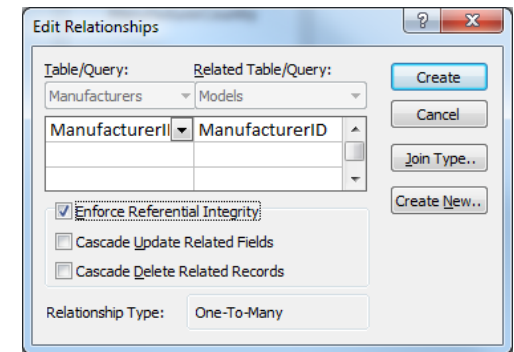 Edit Relationships
Table/Query: Related Table/Query:
Manufacturers Models
ManufacturerI ManufacturerID
Enforce Referential Integrity
Cascade Update Related Fields
Cascade Delete Related Records
Relationship Type: One-To-Many
Create
Cancel
Join Type..
Create New..